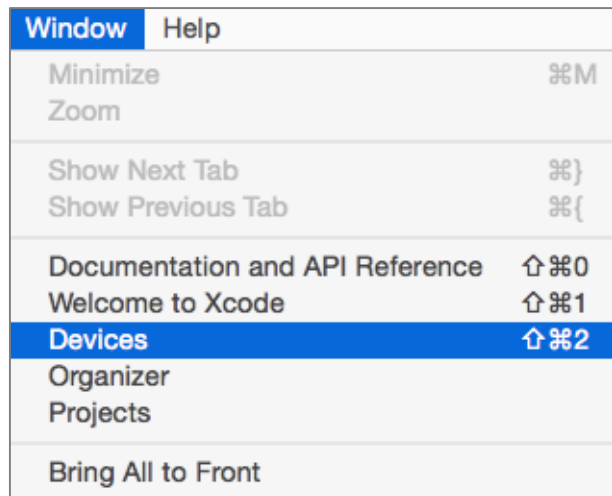 Window Help
Minimize ⌘M
Zoom
Show Next Tab ⌘}
Show Previous Tab ⌘{
Documentation and API Reference ⇧⌘0
Welcome to Xcode ⇧⌘1
Devices ⇧⌘2
Organizer
Projects
Bring All to Front